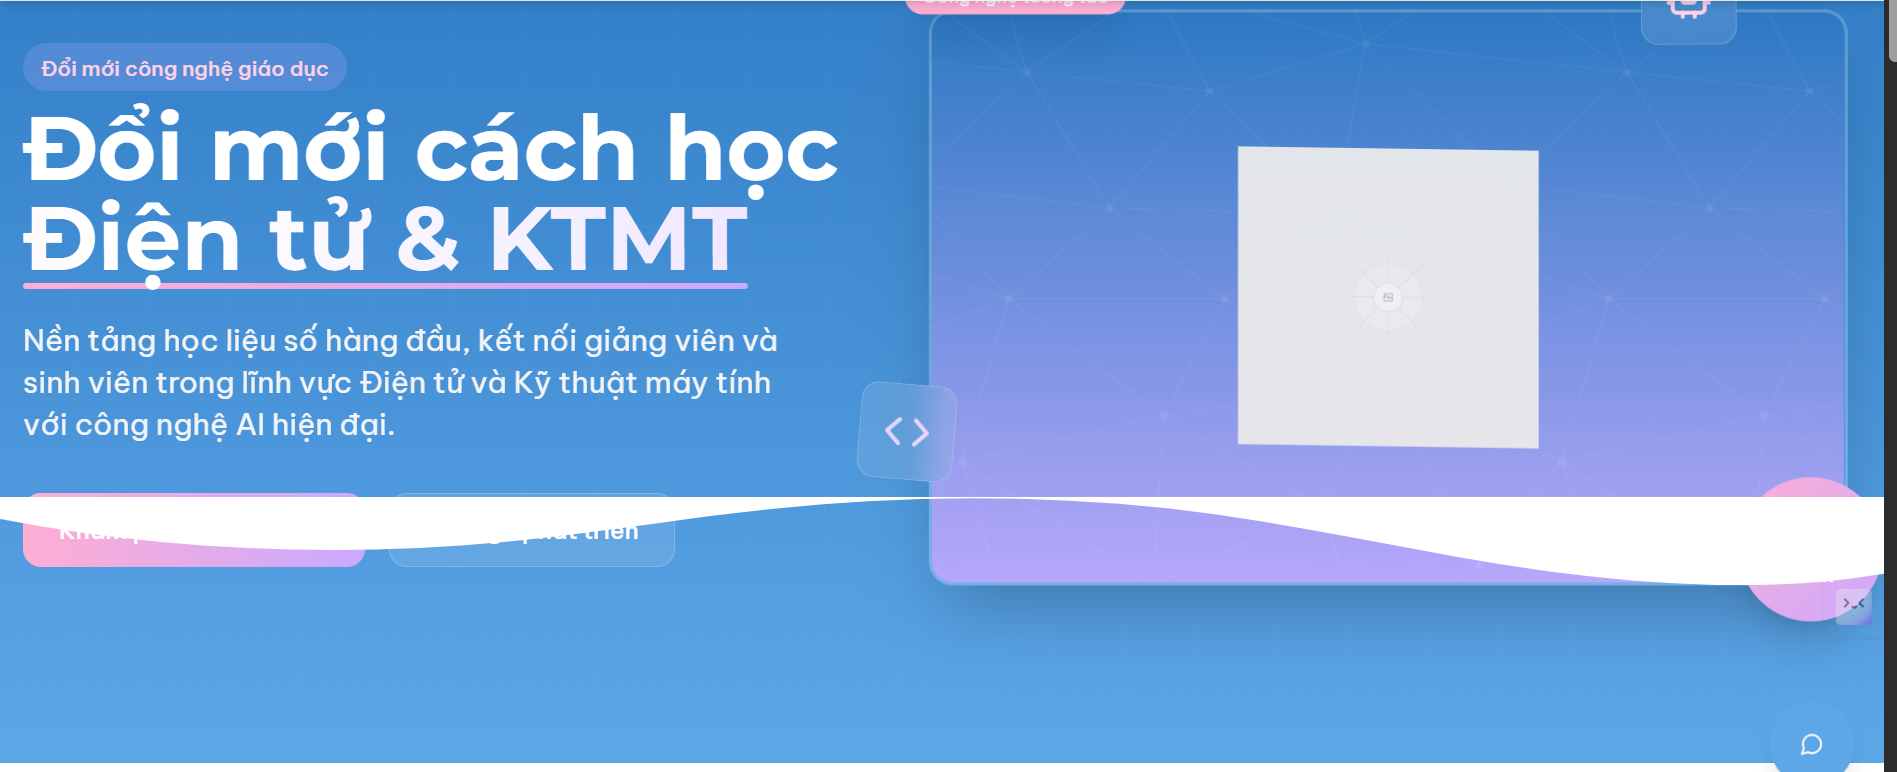 Đổi mới công nghệ giáo dục
Đổi mới cách học
Điện tử & KTMT
Nền tảng học liệu số hàng đầu, kết nối giảng viên và
sinh viên trong lĩnh vực Điện tử và Kỹ thuật máy tính
với công nghệ AI hiện đại.